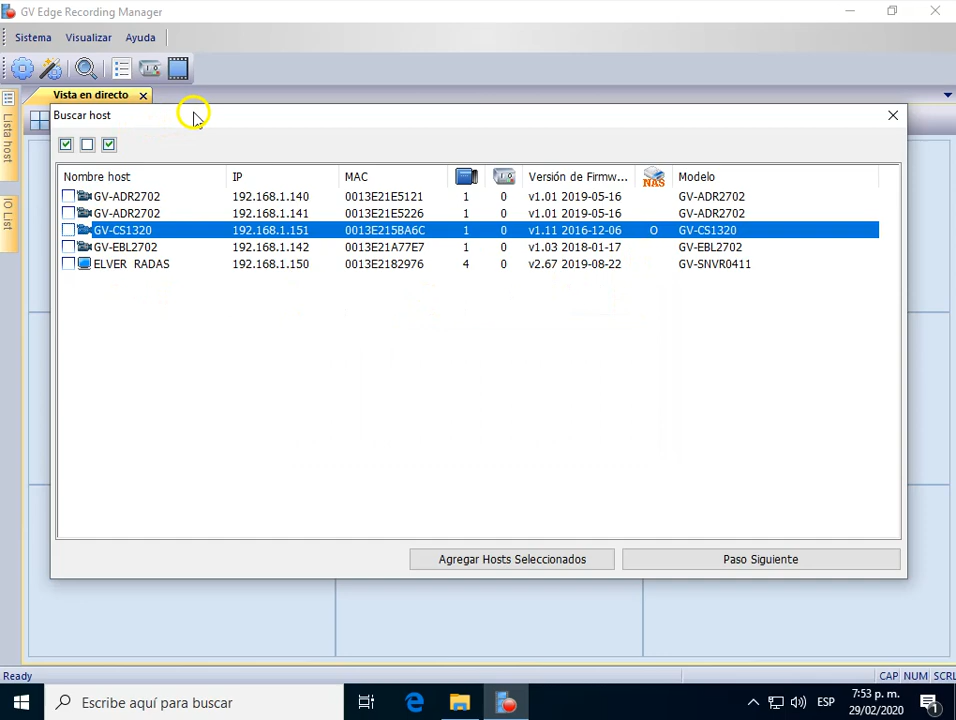 GV Edge Recording Manager
Sistema Visualizar Ayuda
Vista en directo
Lista host
IO List
Buscar host
Nombre host IP MAC Versión de Firmw... NAS Modelo
GV-ADR2702 192.168.1.140 0013E21E5121 1 0 v1.01 2019-05-16 GV-ADR2702
GV-ADR2702 192.168.1.141 0013E21E5226 1 0 v1.01 2019-05-16 GV-ADR2702
GV-CS1320 192.168.1.151 0013E215BA6C 1 0 v1.11 2016-12-06 O GV-CS1320
GV-EBL2702 192.168.1.142 0013E21A77E7 1 0 v1.03 2018-01-17 GV-EBL2702
ELVER RADAS 192.168.1.150 0013E2182976 4 0 v2.67 2019-08-22 GV-SNVR0411
Agregar Hosts Seleccionados Paso Siguiente
Ready CAP NUM SCRL
Escribe aquí para buscar ESP 7:53 p. m.
29/02/2020 1